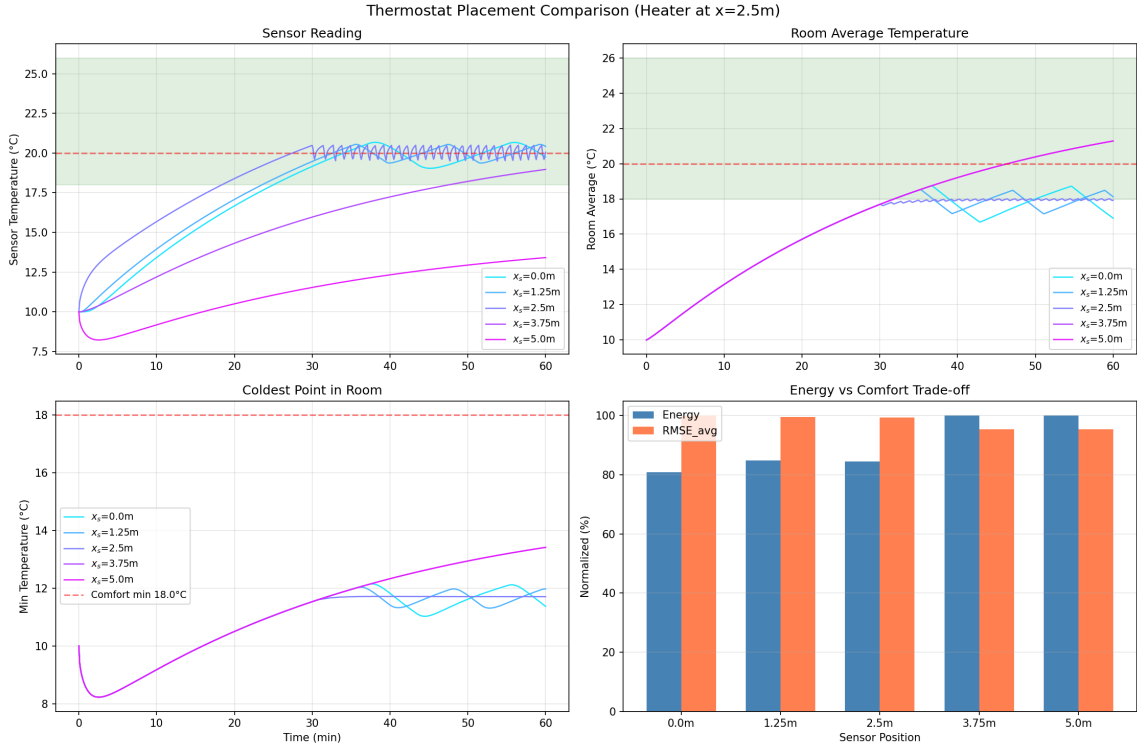 Thermostat Placement Comparison (Heater at x=2.5m)
Sensor Reading
Sensor Temperature (°C)
25.0
22.5
20.0
17.5
15.0
12.5
10.0
7.5
0 10 20 30 40 50 60
x_s=0.0m
x_s=1.25m
x_s=2.5m
x_s=3.75m
x_s=5.0m
Room Average Temperature
Room Average (°C)
26
24
22
20
18
16
14
12
10
0 10 20 30 40 50 60
x_s=0.0m
x_s=1.25m
x_s=2.5m
x_s=3.75m
x_s=5.0m
Coldest Point in Room
Min Temperature (°C)
18
16
14
12
10
8
0 10 20 30 40 50 60
Time (min)
x_s=0.0m
x_s=1.25m
x_s=2.5m
x_s=3.75m
x_s=5.0m
Comfort min 18.0°C
Energy vs Comfort Trade-off
Normalized (%)
100
80
60
40
20
0
0.0m 1.25m 2.5m 3.75m 5.0m
Sensor Position
Energy
RMSE_avg